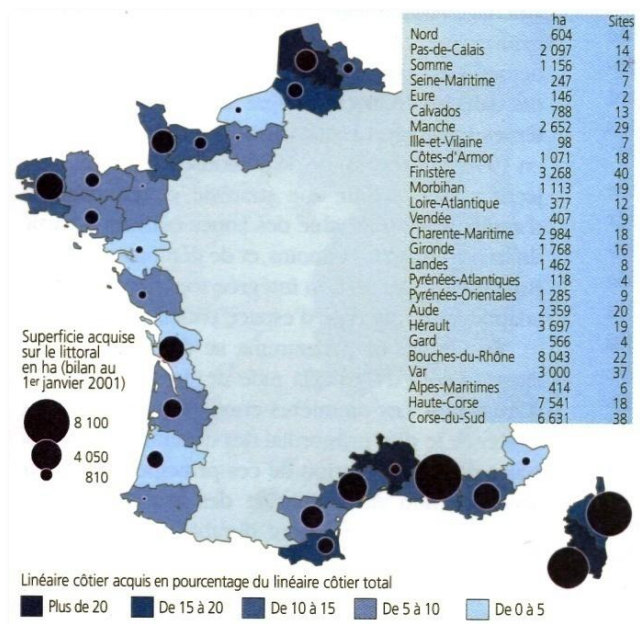 ha Sites
Nord 604 4
Pas-de-Calais 2 097 14
Somme 1 156 12
Seine-Maritime 247 7
Eure 146 2
Calvados 788 13
Manche 2 652 29
Ille-et-Vilaine 98 7
Côtes-d'Armor 1 071 18
Finistère 3 268 40
Morbihan 1 113 19
Loire-Atlantique 377 12
Vendée 407 9
Charente-Maritime 2 984 18
Gironde 1 768 16
Landes 1 462 8
Pyrénées-Atlantiques 118 4
Pyrénées-Orientales 1 285 9
Aude 2 359 20
Hérault 3 697 19
Gard 566 4
Bouches-du-Rhône 8 043 22
Var 3 000 37
Alpes-Maritimes 414 6
Haute-Corse 7 541 18
Corse-du-Sud 6 631 38
Superficie acquise
sur le littoral
en ha (bilan au
1er janvier 2001)
8 100
4 050
810
Linéaire côtier acquis en pourcentage du linéaire côtier total
Plus de 20 De 15 à 20 De 10 à 15 De 5 à 10 De 0 à 5